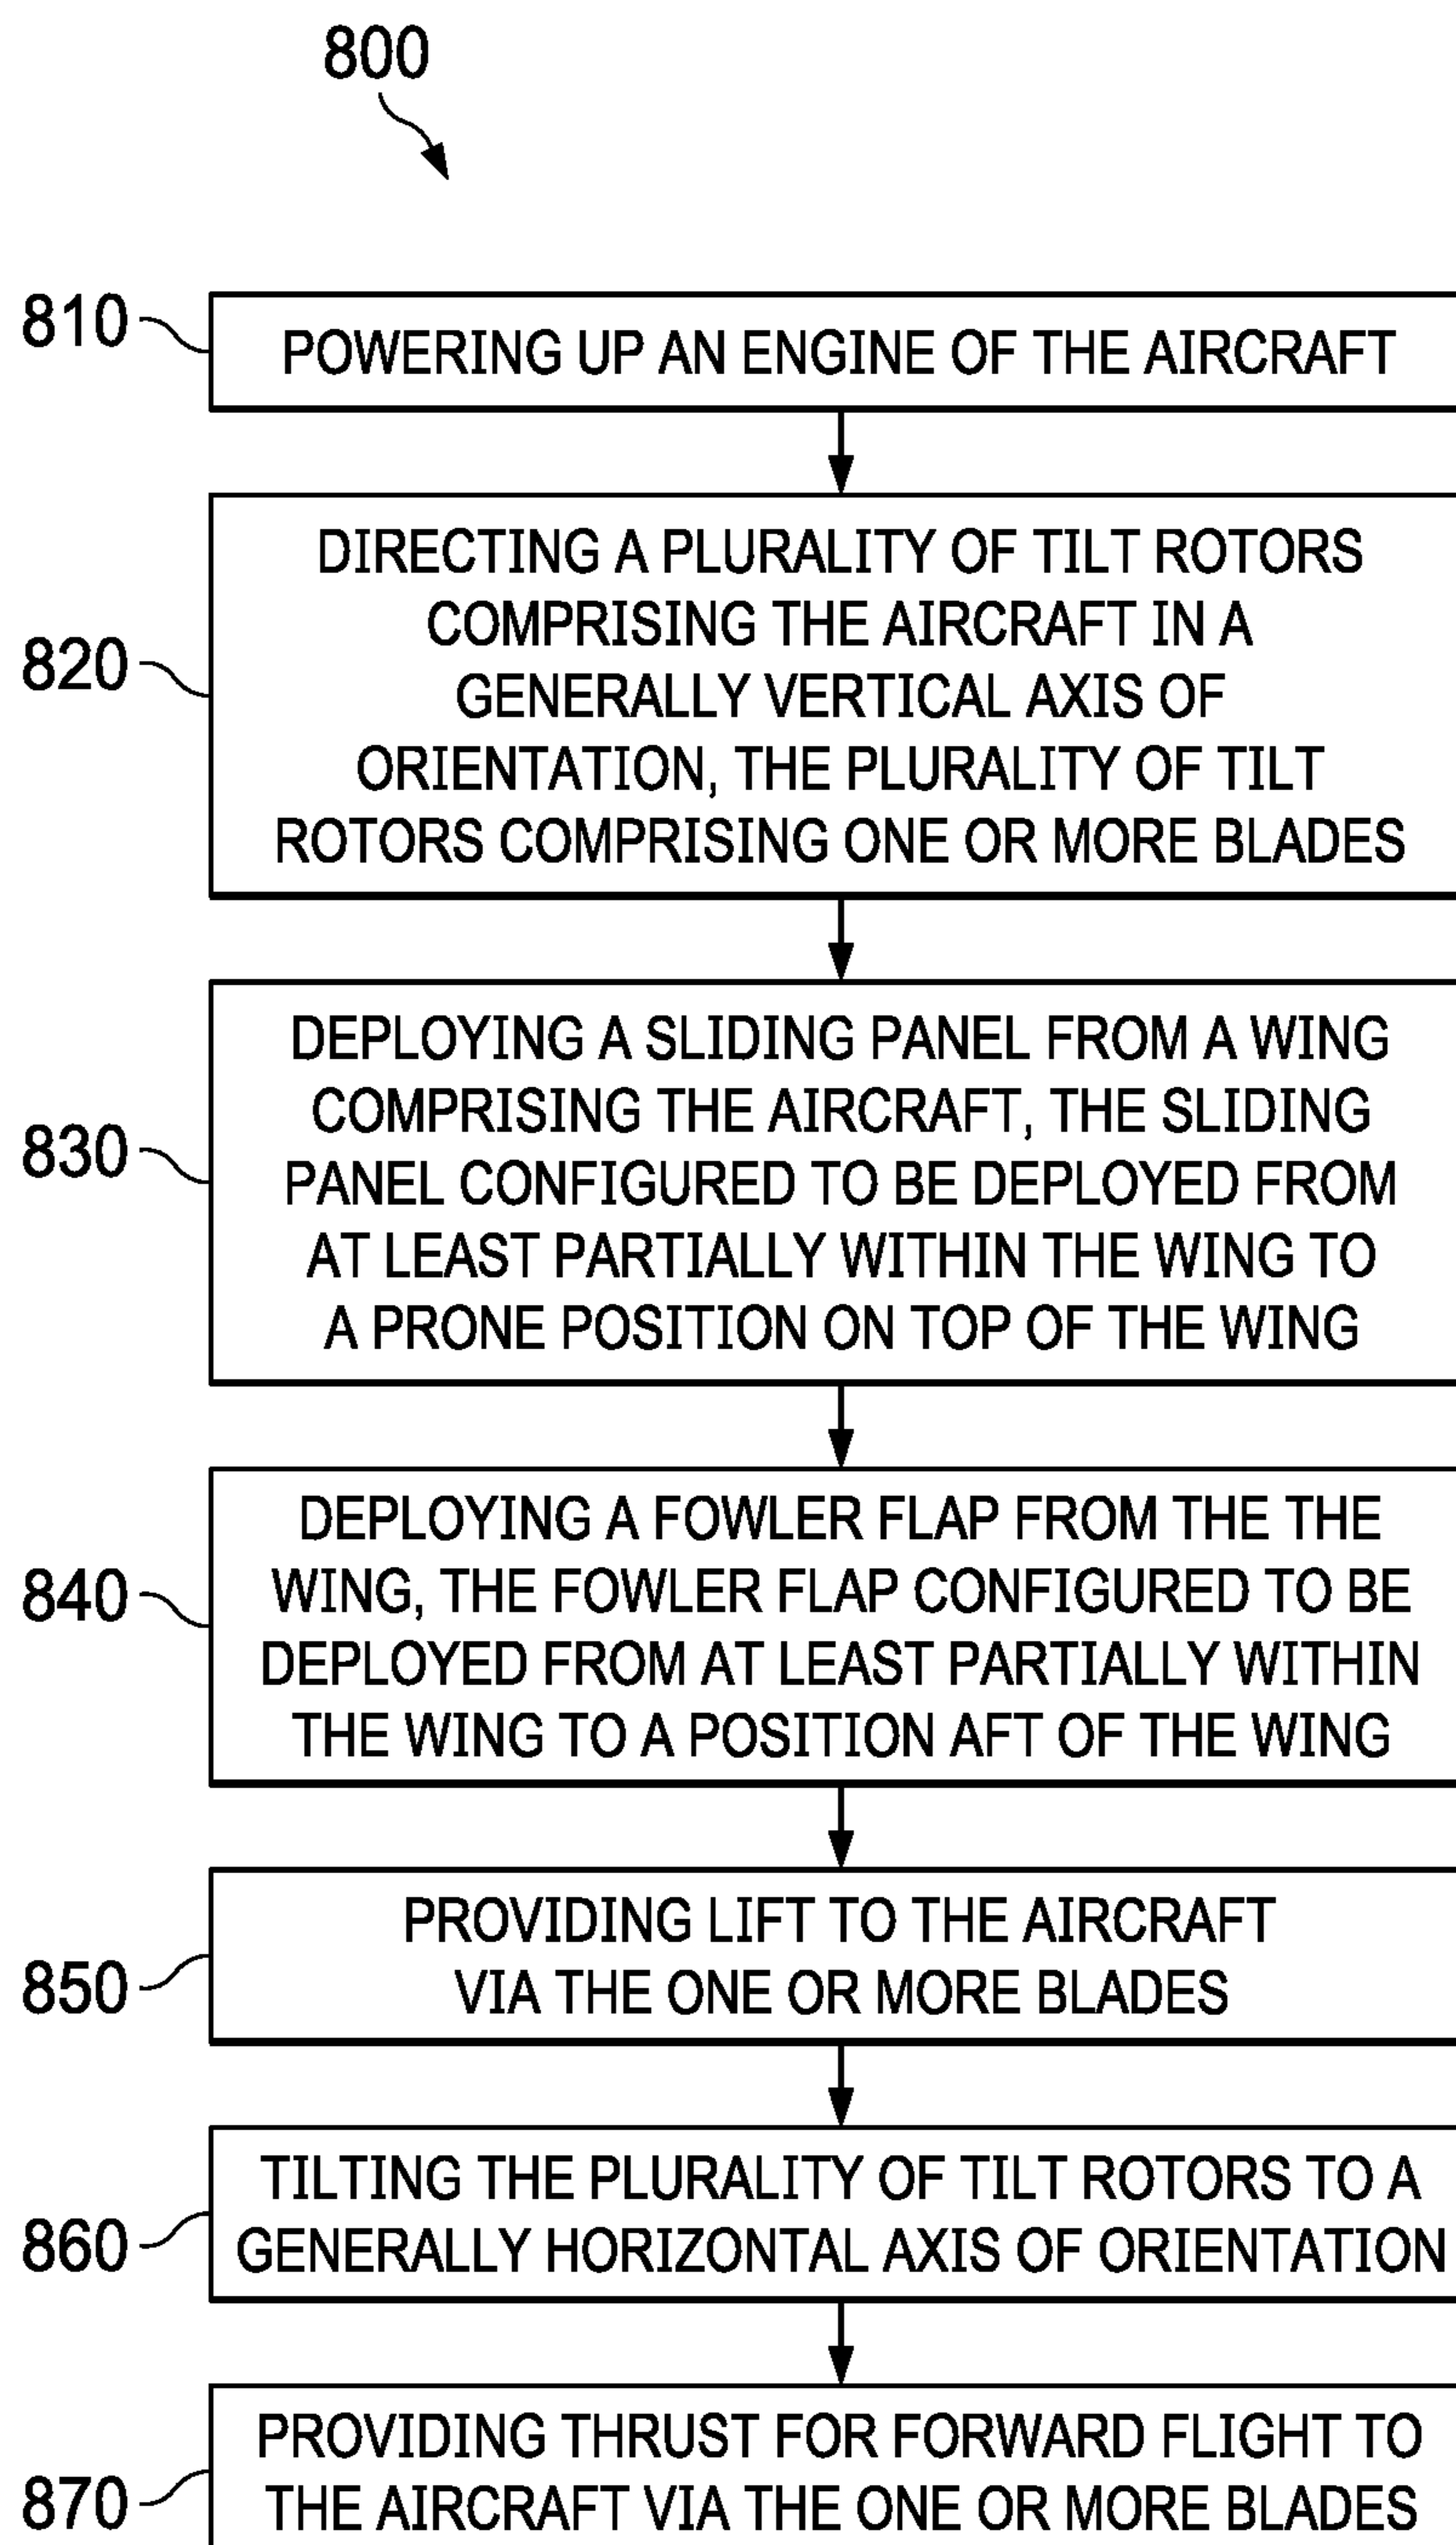 800
810
POWERING UP AN ENGINE OF THE AIRCRAFT
820
DIRECTING A PLURALITY OF TILT ROTORS
COMPRISING THE AIRCRAFT IN A
GENERALLY VERTICAL AXIS OF
ORIENTATION, THE PLURALITY OF TILT
ROTORS COMPRISING ONE OR MORE BLADES
830
DEPLOYING A SLIDING PANEL FROM A WING
COMPRISING THE AIRCRAFT, THE SLIDING
PANEL CONFIGURED TO BE DEPLOYED FROM
AT LEAST PARTIALLY WITHIN THE WING TO
A PRONE POSITION ON TOP OF THE WING
840
DEPLOYING A FOWLER FLAP FROM THE THE
WING, THE FOWLER FLAP CONFIGURED TO BE
DEPLOYED FROM AT LEAST PARTIALLY WITHIN
THE WING TO A POSITION AFT OF THE WING
850
PROVIDING LIFT TO THE AIRCRAFT
VIA THE ONE OR MORE BLADES
860
TILTING THE PLURALITY OF TILT ROTORS TO A
GENERALLY HORIZONTAL AXIS OF ORIENTATION
870
PROVIDING THRUST FOR FORWARD FLIGHT TO
THE AIRCRAFT VIA THE ONE OR MORE BLADES